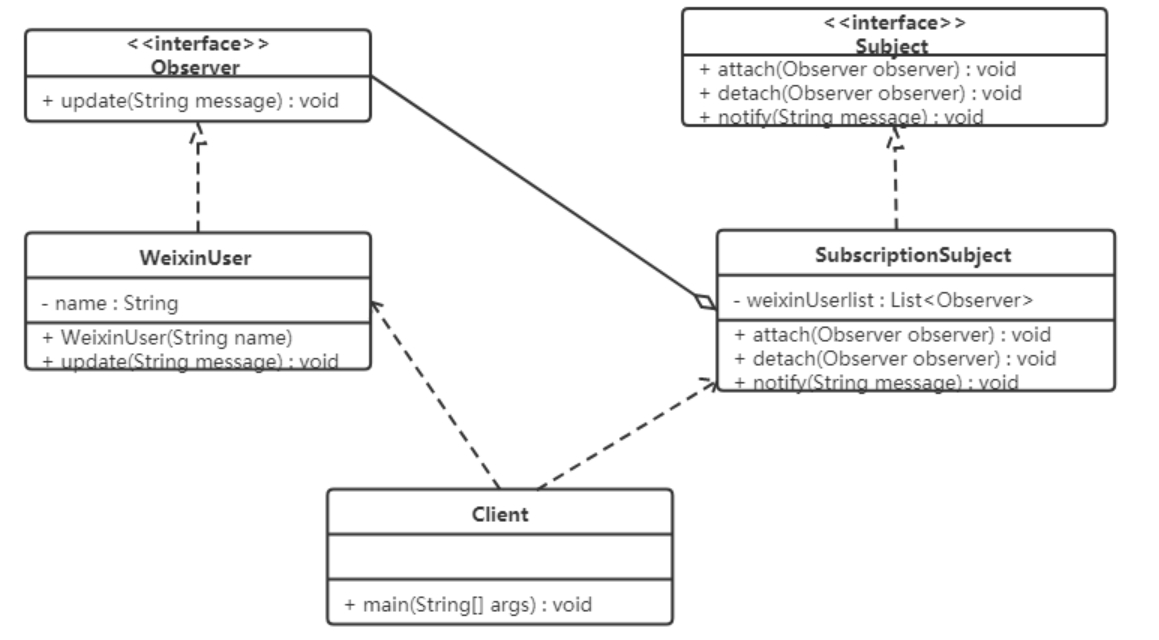 <<interface>>
Observer
+ update(String message) : void
<<interface>>
Subject
+ attach(Observer observer) : void
+ detach(Observer observer) : void
+ notify(String message) : void
WeixinUser
- name : String
+ WeixinUser(String name)
+ update(String message) : void
SubscriptionSubject
- weixinUserlist : List<Observer>
+ attach(Observer observer) : void
+ detach(Observer observer) : void
+ notify(String message) : void
Client
+ main(String[] args) : void